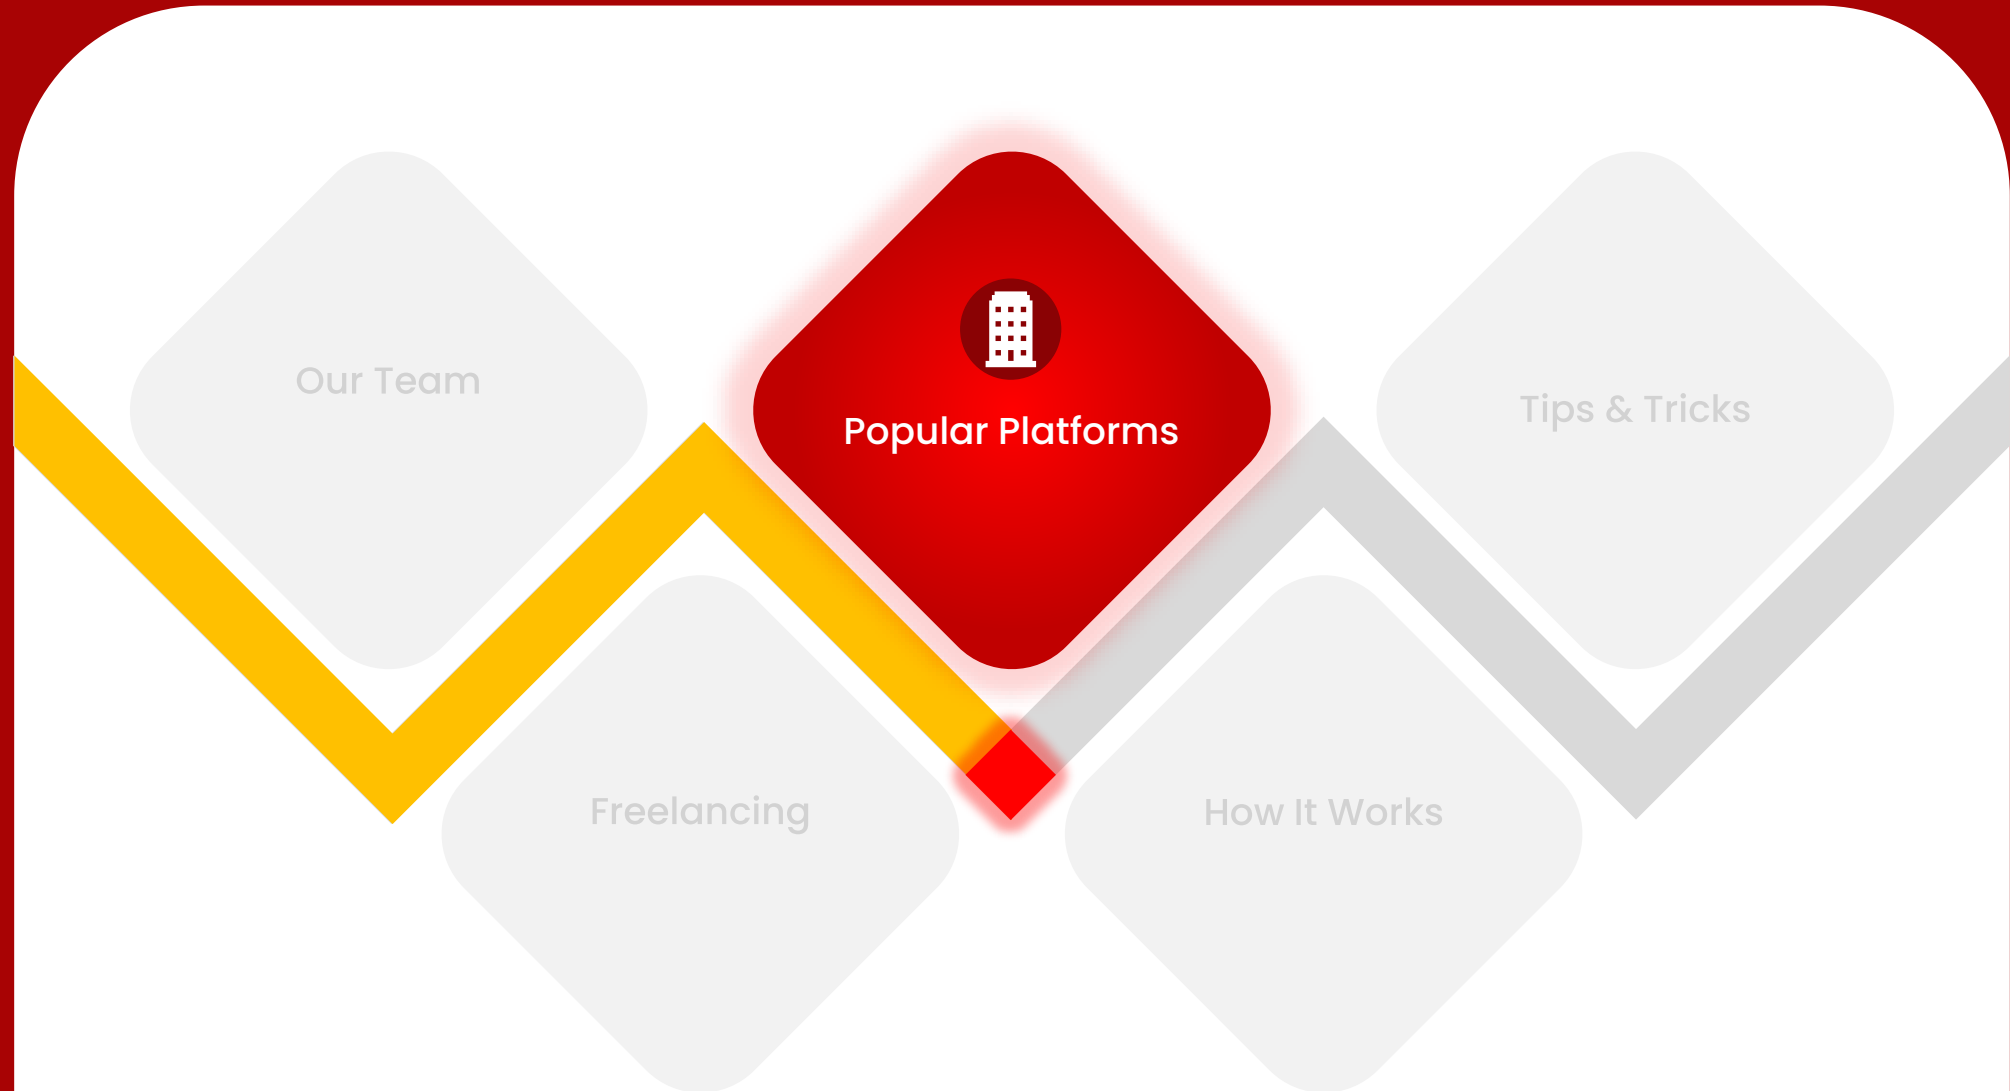 Our Team
Popular Platforms
Tips & Tricks
Freelancing
How It Works